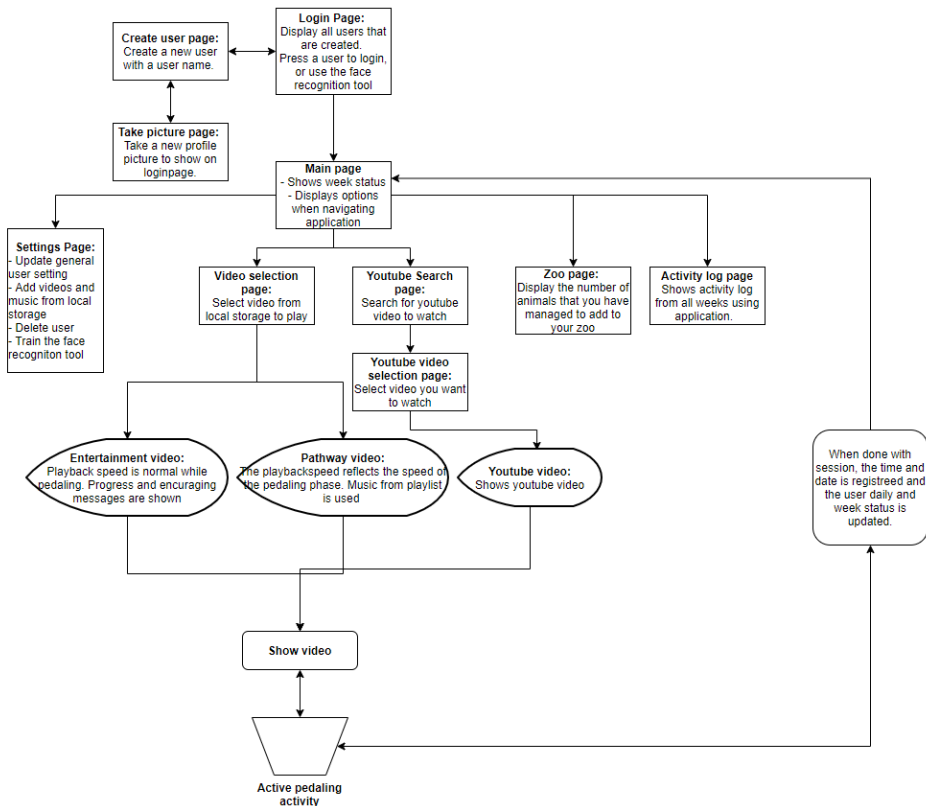 Login Page:
Display all users that
are created.
Press a user to login,
or use the face
recognition tool
Create user page:
Create a new user
with a user name.
Take picture page:
Take a new profile
picture to show on
loginpage.
Main page
- Shows week status
- Displays options
when navigating
application
Settings Page:
- Update general
user setting
- Add videos and
music from local
storage
- Delete user
- Train the face
recogniton tool
Video selection
page:
Select video from
local storage to play
Youtube Search
page:
Search for youtube
video to watch
Zoo page:
Display the number of
animals that you have
managed to add to
your zoo
Activity log page
Shows activity log
from all weeks using
application.
Youtube video
selection page:
Select video you want
to watch
Entertainment video:
Playback speed is normal while
pedaling. Progress and encuraging
messages are shown
Pathway video:
The playbackspeed reflects the speed of
the pedaling phase. Music from playlist
is used
Youtube video:
Shows youtube video
When done with
session, the time and
date is registreed and
the user daily and
week status is
updated.
Show video
Active pedaling
activity